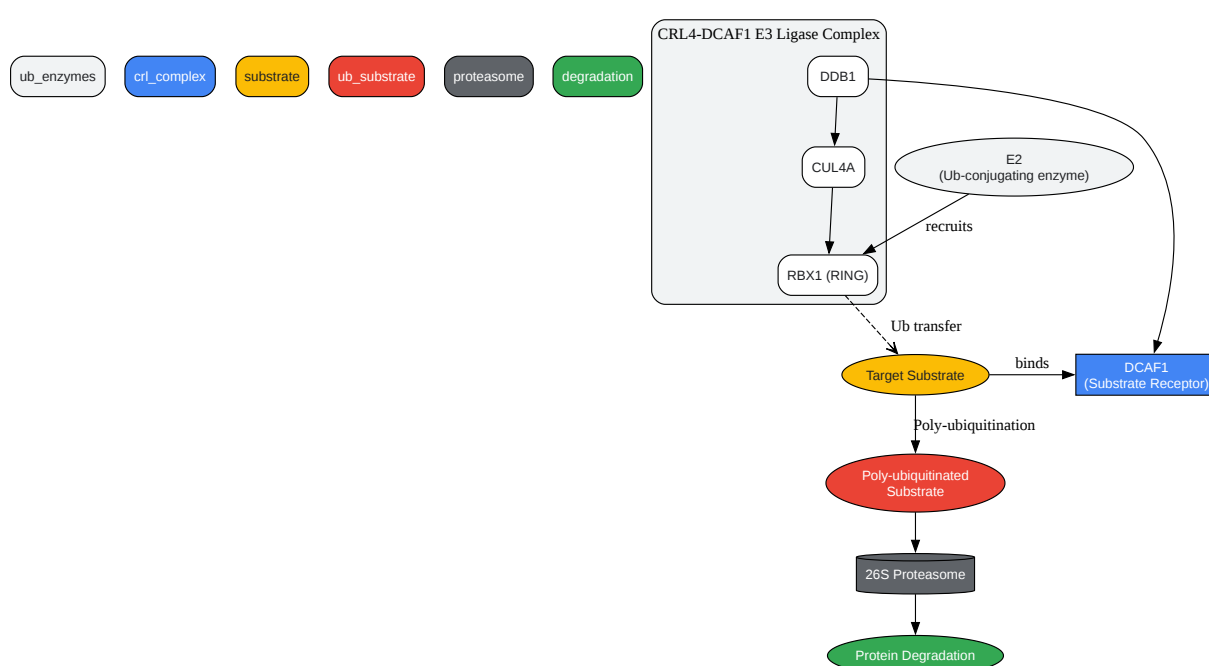 CRL4-DCAF1 E3 Ligase Complex
ub_enzymes
crl_complex
substrate
ub_substrate
proteasome
degradation
DDB1
CUL4A
E2
(Ub-conjugating enzyme)
recruits
RBX1 (RING)
Ub transfer
Target Substrate
binds
DCAF1
(Substrate Receptor)
Poly-ubiquitination
Poly-ubiquitinated
Substrate
26S Proteasome
Protein Degradation